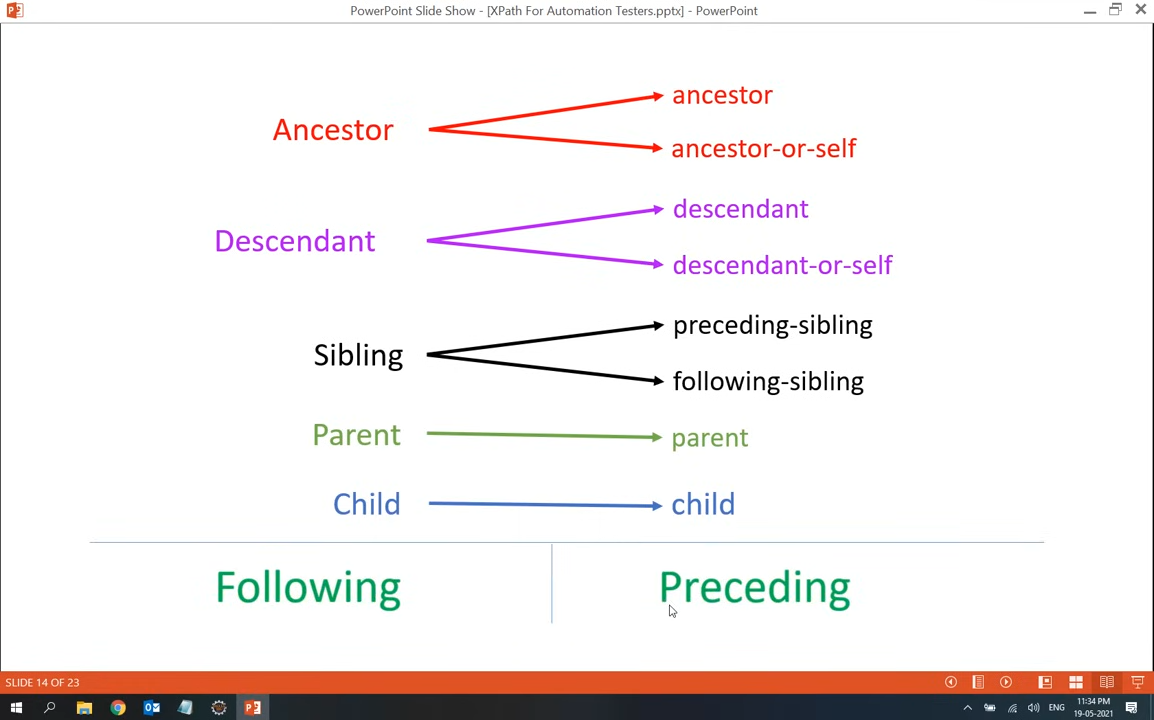 PowerPoint Slide Show - [XPath For Automation Testers.pptx] - PowerPoint
Ancestor
ancestor
ancestor-or-self
Descendant
descendant
descendant-or-self
Sibling
preceding-sibling
following-sibling
Parent
parent
Child
child
Following
Preceding
SLIDE 14 OF 23
ENG
11:34 PM
19-05-2021